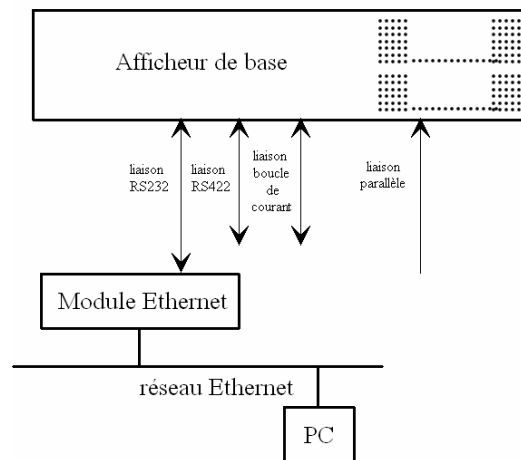 Afficheur de base
liaison
RS232
liaison
RS422
liaison
boucle
de
courant
liaison
parallèle
Module Ethernet
réseau Ethernet
PC